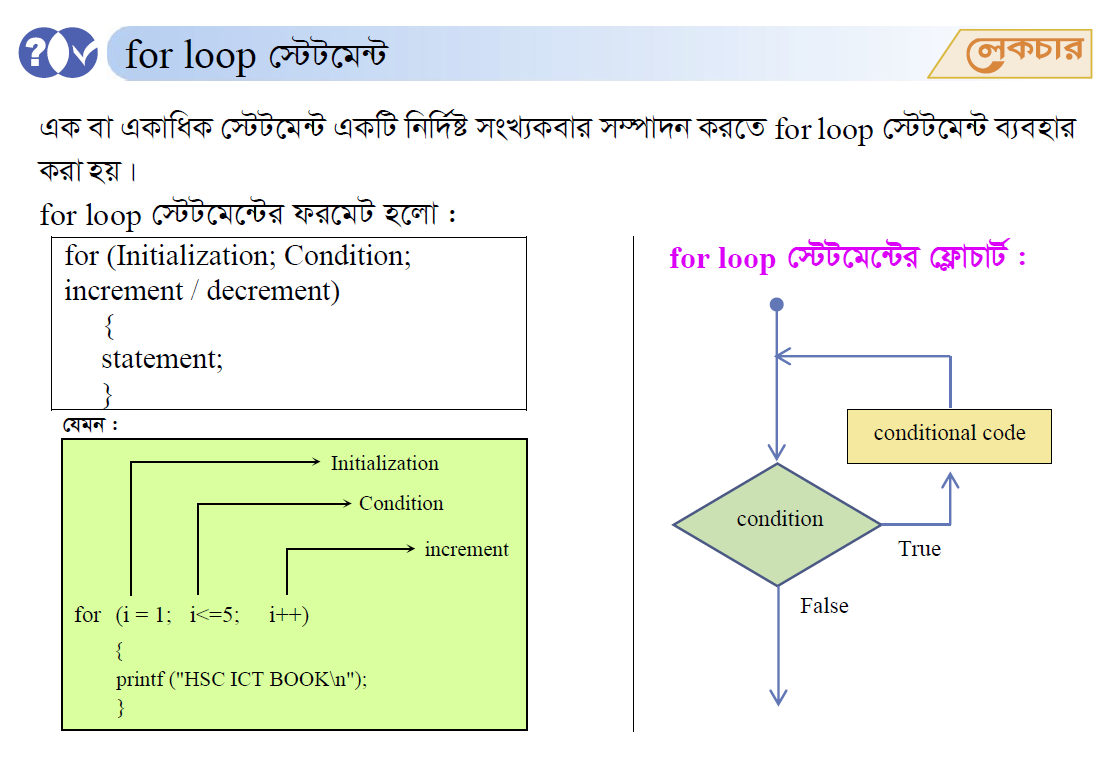 for loop স্টেটমেন্ট
লেকচার
এক বা একাধিক স্টেটমেন্ট একটি নির্দিষ্ট সংখ্যকবার সম্পাদন করতে for loop স্টেটমেন্ট ব্যবহার
করা হয়।
for loop স্টেটমেন্টের ফরমেট হলো :
for (Initialization; Condition;
increment / decrement)
{
statement;
}
যেমন :
Initialization
Condition
increment
for (i = 1; i<=5; i++)
{
printf ("HSC ICT BOOK\n");
}
for loop স্টেটমেন্টের ফ্লোচার্ট :
conditional code
condition
True
False